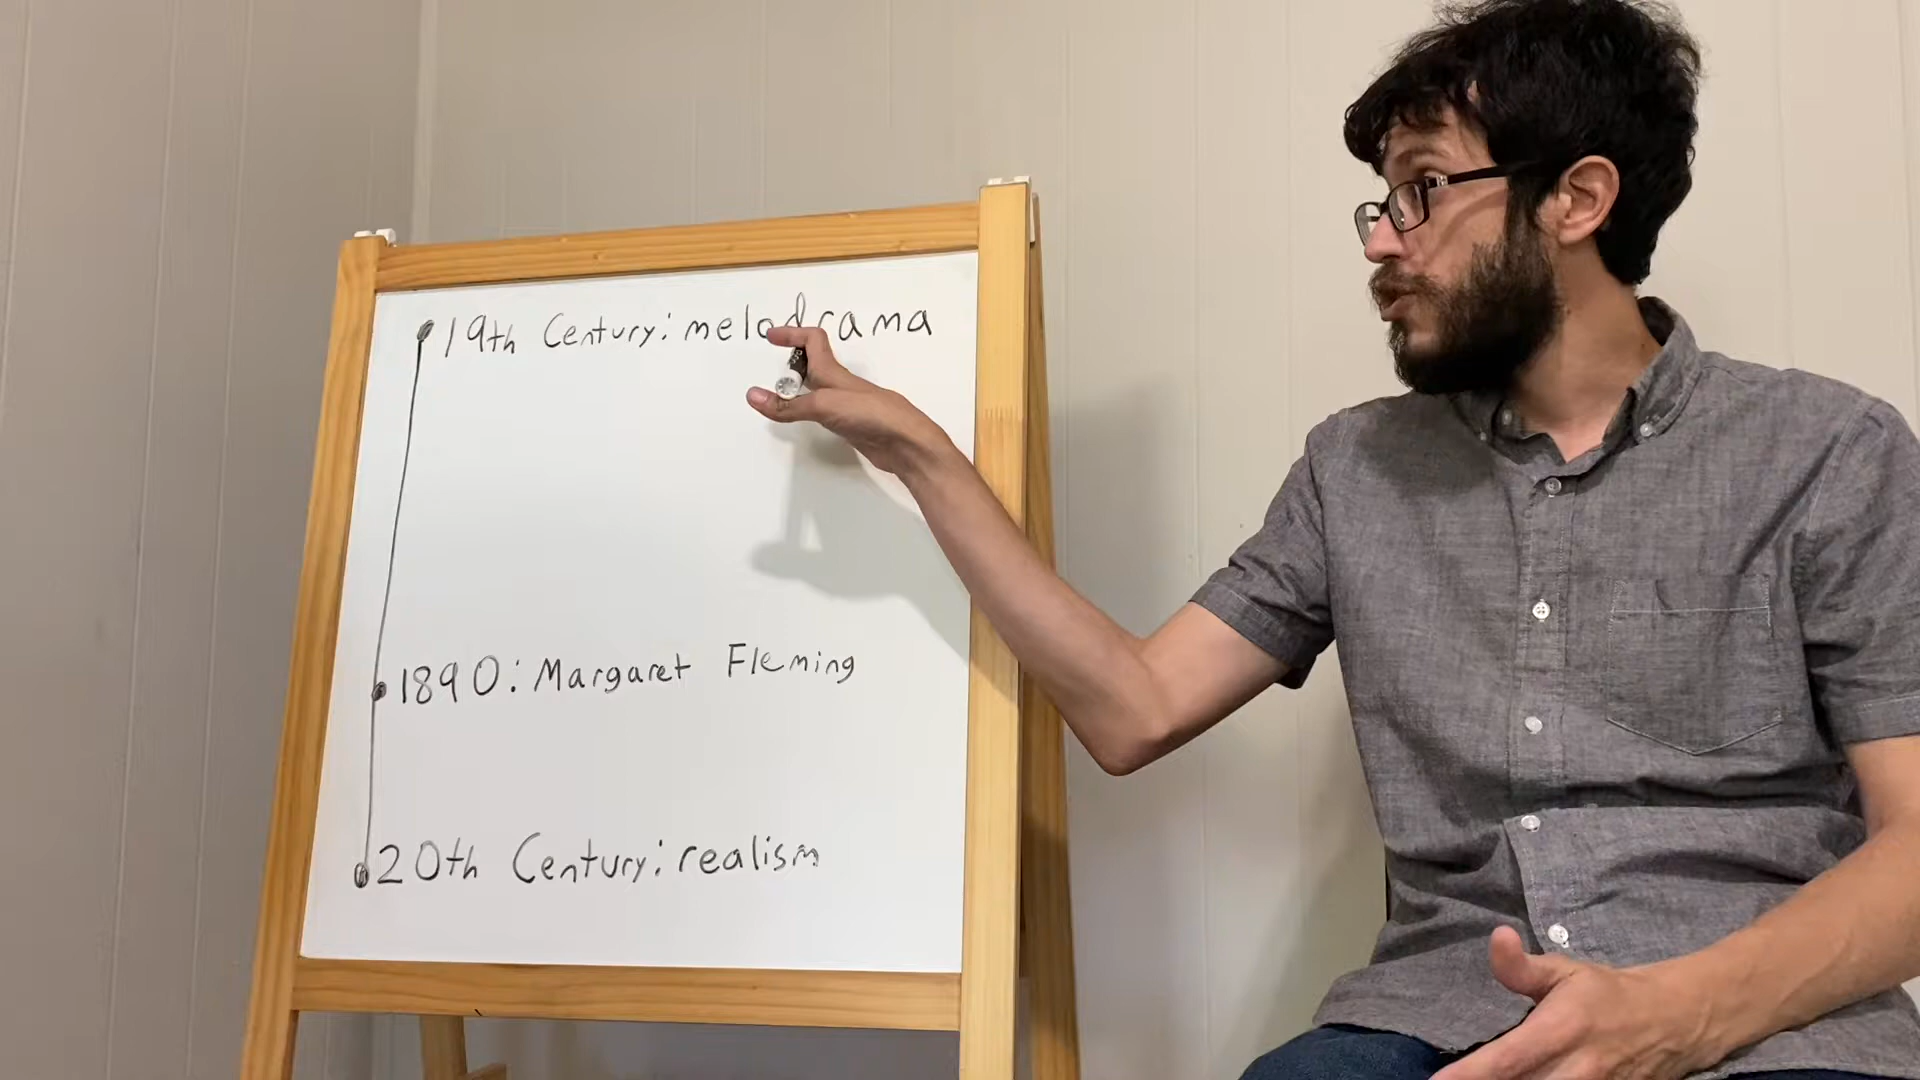 19th Century: melodrama
1890: Margaret Fleming
20th Century: realism